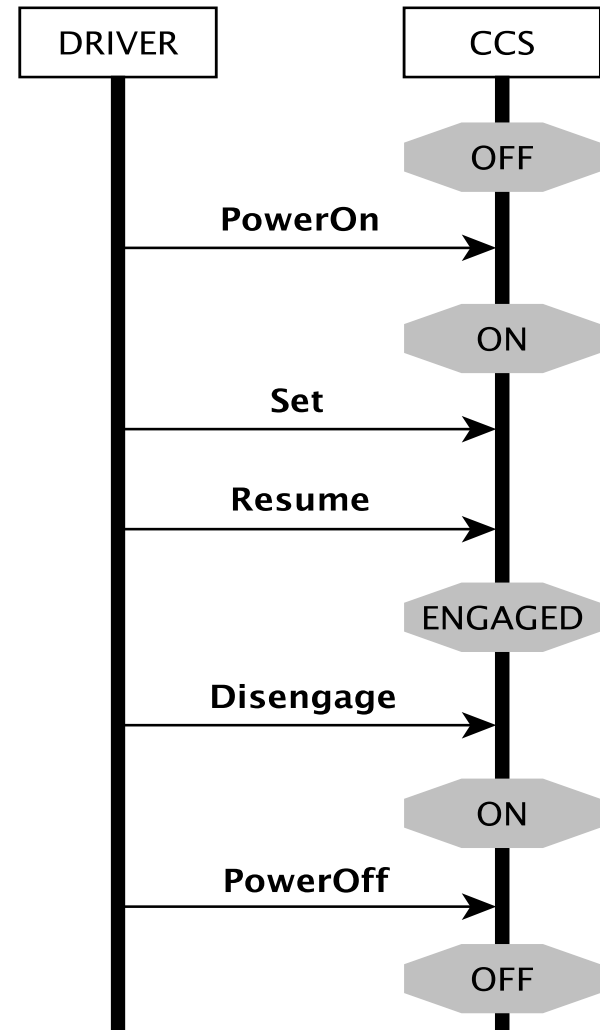 DRIVER
CCS
OFF
PowerOn
ON
Set
Resume
ENGAGED
Disengage
ON
PowerOff
OFF